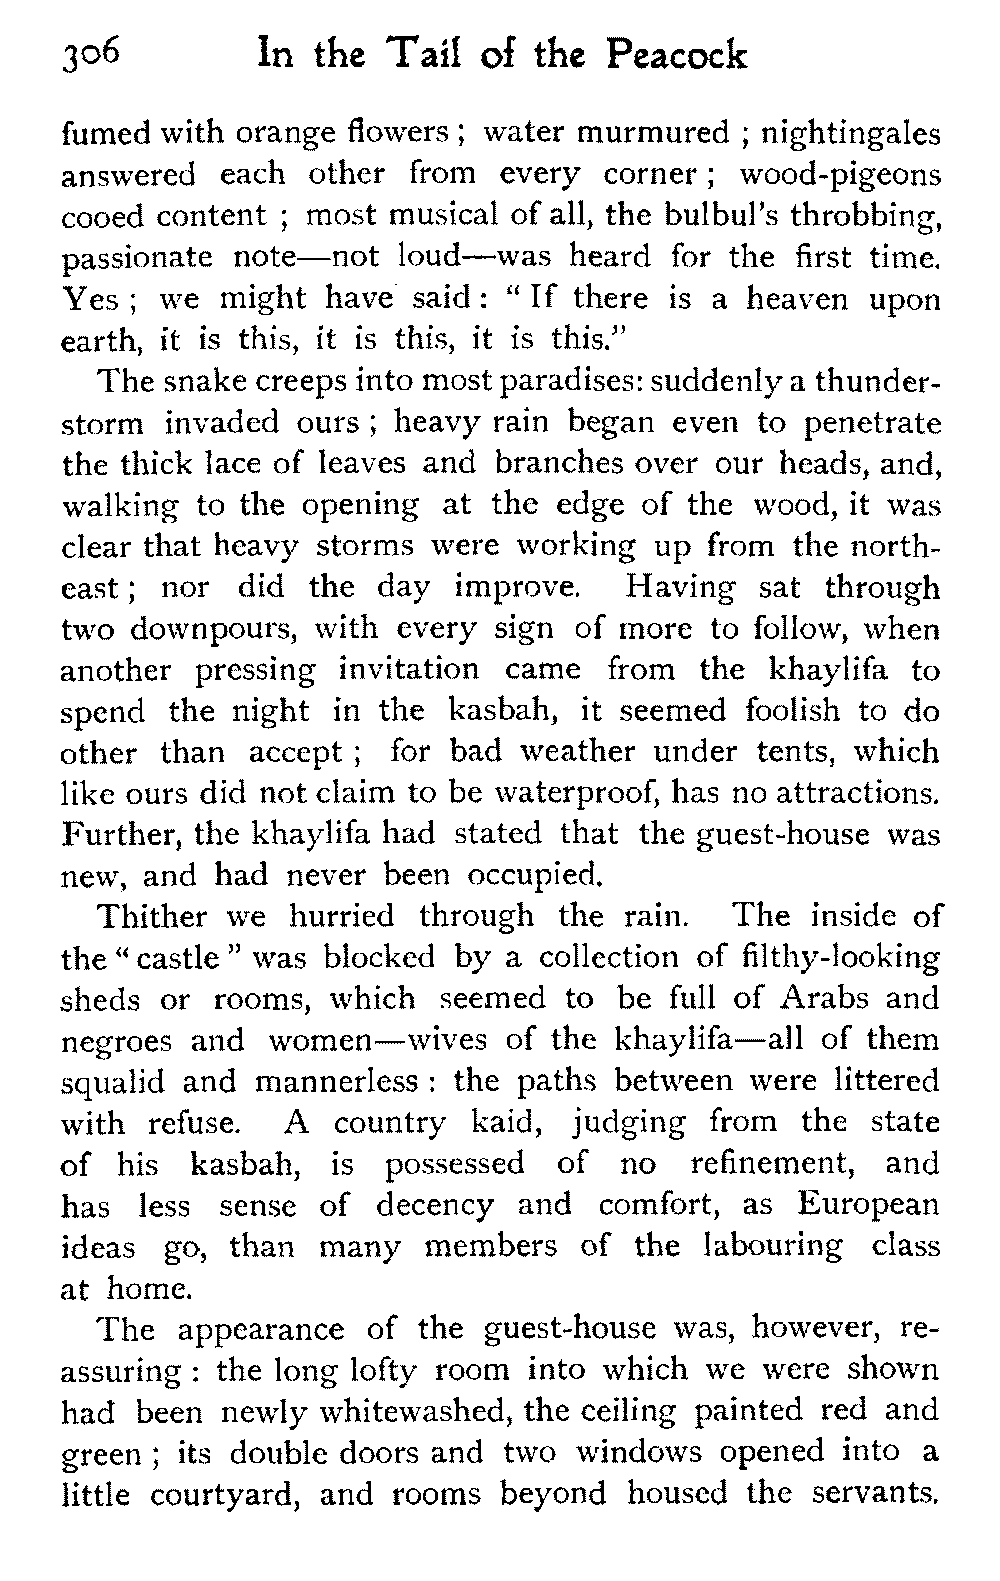 306 In the Tail of the Peacock
fumed with orange flowers ; water murmured ; nightingales
answered each other from every corner ; wood-pigeons
cooed content ; most musical of all, the bulbul's throbbing,
passionate note—not loud—was heard for the first time.
Yes ; we might have said : " If there is a heaven upon
earth, it is this, it is this, it is this."
The snake creeps into most paradises: suddenly a thunder-
storm invaded ours ; heavy rain began even to penetrate
the thick lace of leaves and branches over our heads, and,
walking to the opening at the edge of the wood, it was
clear that heavy storms were working up from the north-
east ; nor did the day improve. Having sat through
two downpours, with every sign of more to follow, when
another pressing invitation came from the khaylifa to
spend the night in the kasbah, it seemed foolish to do
other than accept ; for bad weather under tents, which
like ours did not claim to be waterproof, has no attractions.
Further, the khaylifa had stated that the guest-house was
new, and had never been occupied.
Thither we hurried through the rain. The inside of
the " castle " was blocked by a collection of filthy-looking
sheds or rooms, which seemed to be full of Arabs and
negroes and women—wives of the khaylifa—all of them
squalid and mannerless : the paths between were littered
with refuse. A country kaid, judging from the state
of his kasbah, is possessed of no refinement, and
has less sense of decency and comfort, as European
ideas go, than many members of the labouring class
at home.
The appearance of the guest-house was, however, re-
assuring : the long lofty room into which we were shown
had been newly whitewashed, the ceiling painted red and
green ; its double doors and two windows opened into a
little courtyard, and rooms beyond housed the servants.